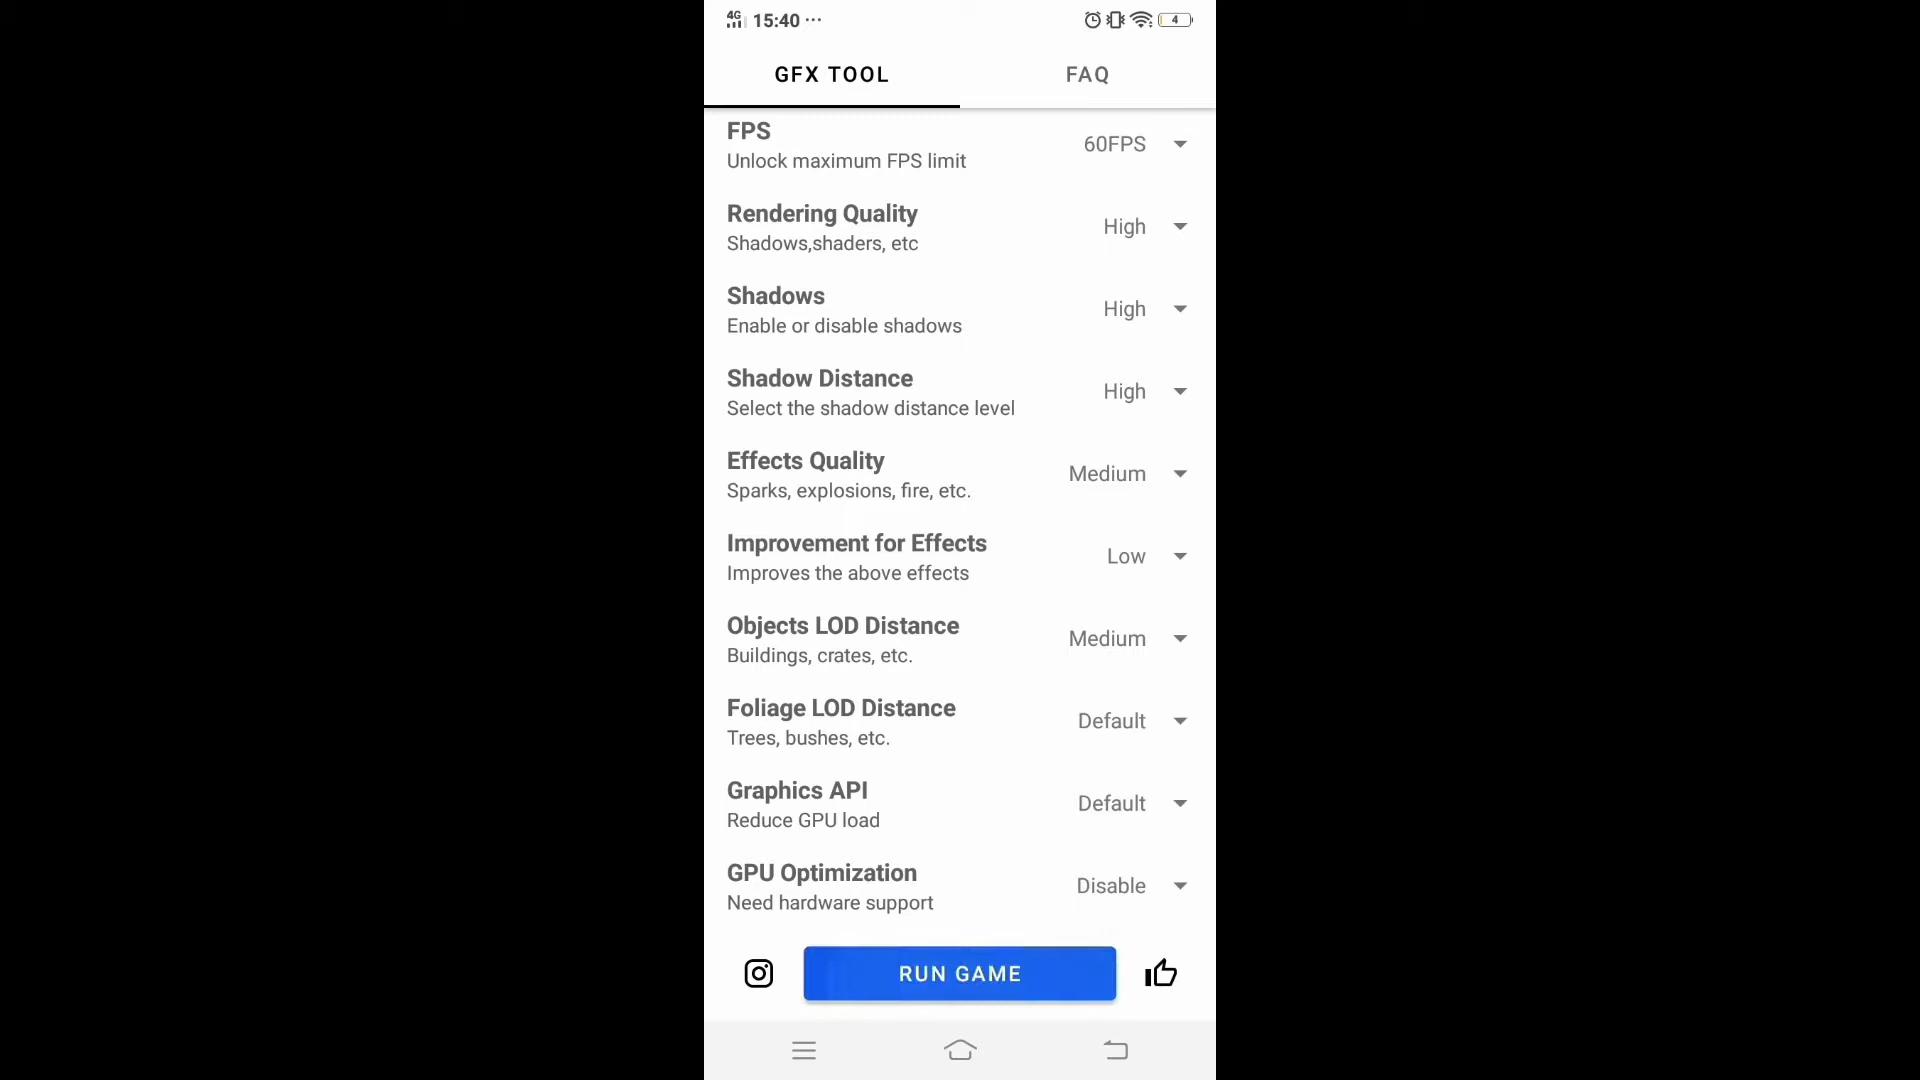 4G 15:40 ··· 4
GFX TOOL FAQ
FPS
60FPS
Unlock maximum FPS limit
Rendering Quality
High
Shadows,shaders, etc
Shadows
High
Enable or disable shadows
Shadow Distance
High
Select the shadow distance level
Effects Quality
Medium
Sparks, explosions, fire, etc.
Improvement for Effects
Low
Improves the above effects
Objects LOD Distance
Medium
Buildings, crates, etc.
Foliage LOD Distance
Default
Trees, bushes, etc.
Graphics API
Default
Reduce GPU load
GPU Optimization
Disable
Need hardware support
RUN GAME